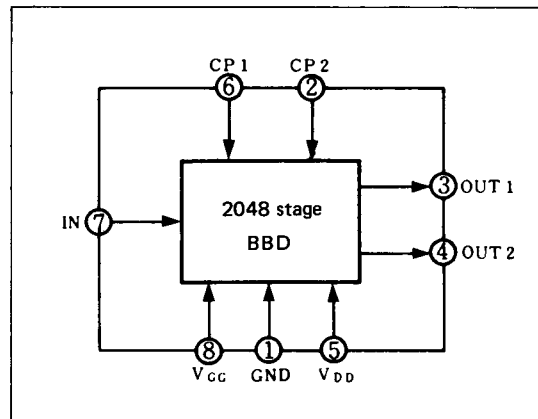 CP 1 CP 2
6 2
3 OUT 1
IN 7
2048 stage
BBD
4 OUT 2
8 1 5
VGG GND VDD